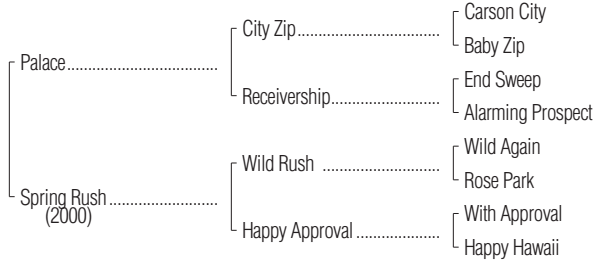 Carson City
City Zip
Baby Zip
Palace
End Sweep
Receivership
Alarming Prospect
Wild Again
Wild Rush
Rose Park
Spring Rush
(2000)
With Approval
Happy Approval
Happy Hawaii